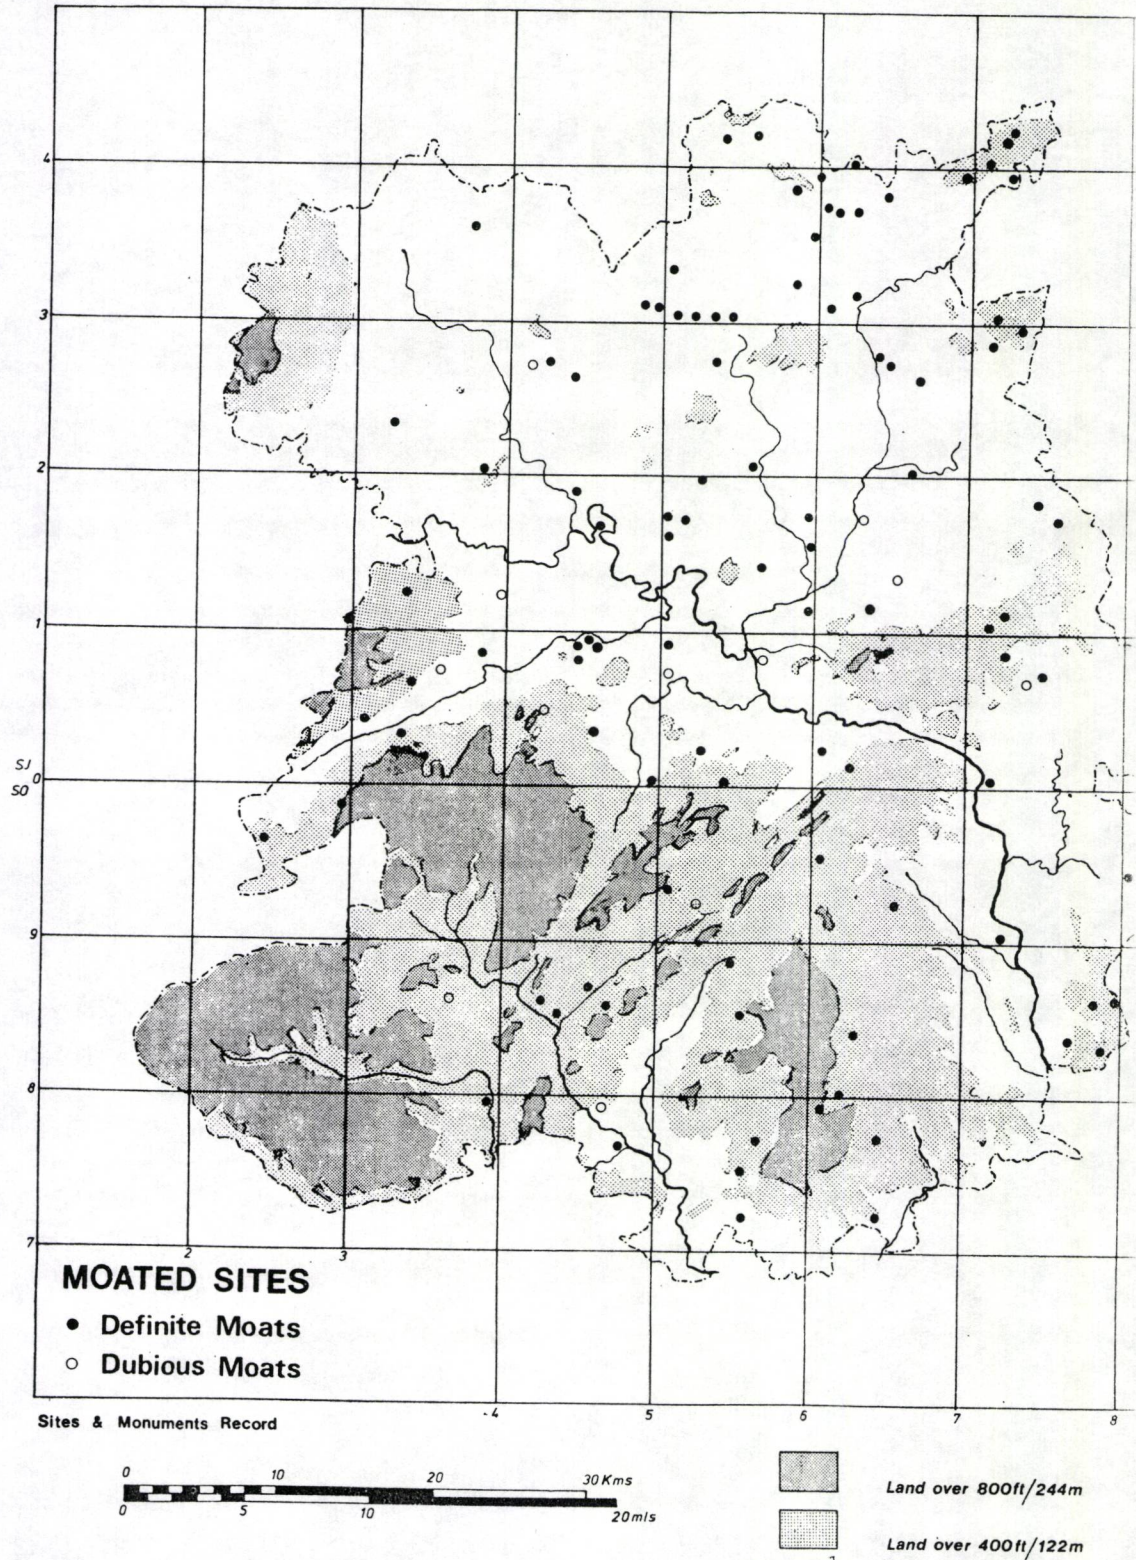 4
3
2
1
SJ
0
SO
9
8
7
2
3
MOATED SITES
Definite Moats
Dubious Moats
4
5
6
7
8
Sites & Monuments Record
0 10 20 30 Kms
0 5 10 20 mls
Land over 800ft/244m
Land over 400ft/122m